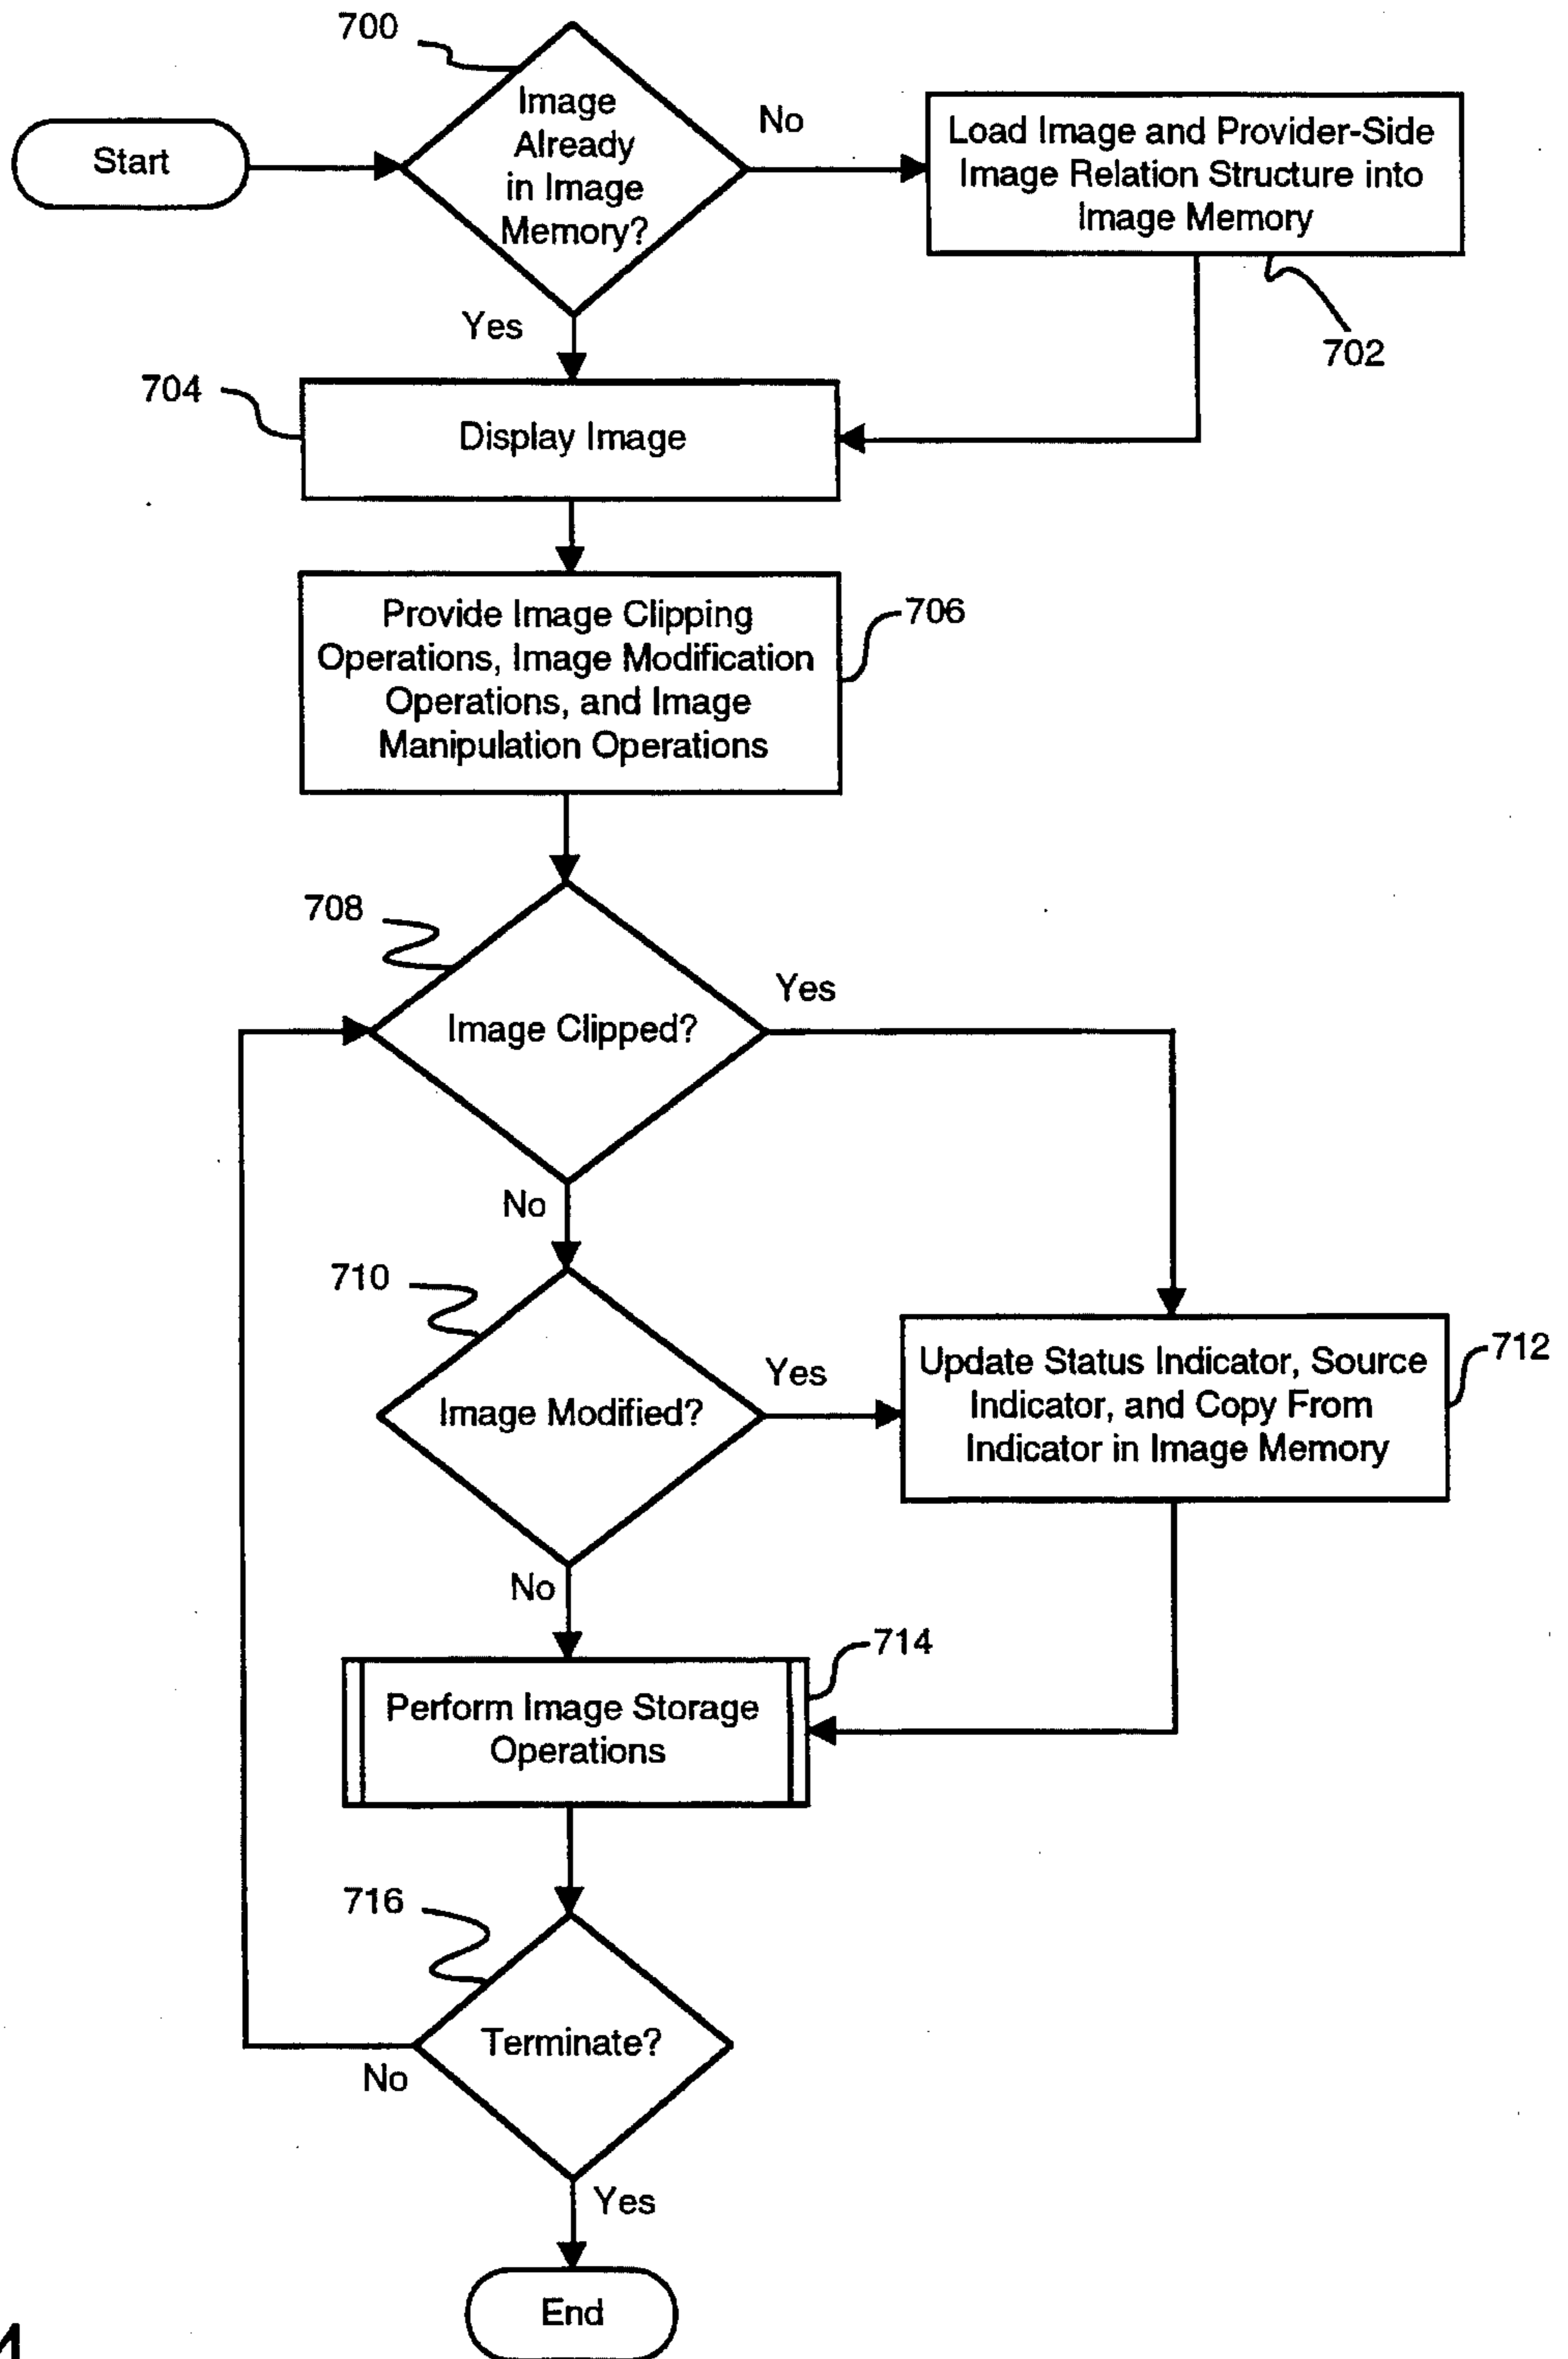 700
Start
Image
Already
in Image
Memory?
No
Load Image and Provider-Side
Image Relation Structure into
Image Memory
702
Yes
704
Display Image
Provide Image Clipping
Operations, Image Modification
Operations, and Image
Manipulation Operations
706
708
Image Clipped?
Yes
No
710
Image Modified?
Yes
Update Status Indicator, Source
Indicator, and Copy From
Indicator in Image Memory
712
No
714
Perform Image Storage
Operations
716
Terminate?
No
Yes
End